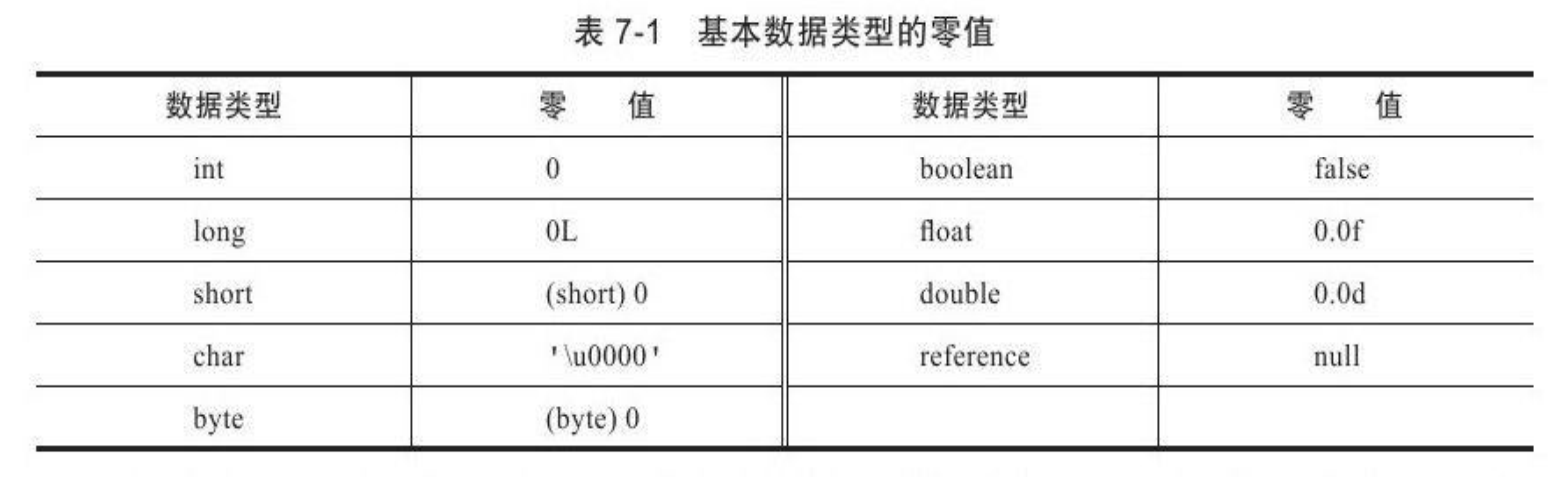 表 7-1 基本数据类型的零值
数据类型 零 值 数据类型 零 值
int 0 boolean false
long 0L float 0.0f
short (short) 0 double 0.0d
char '\u0000' reference null
byte (byte) 0